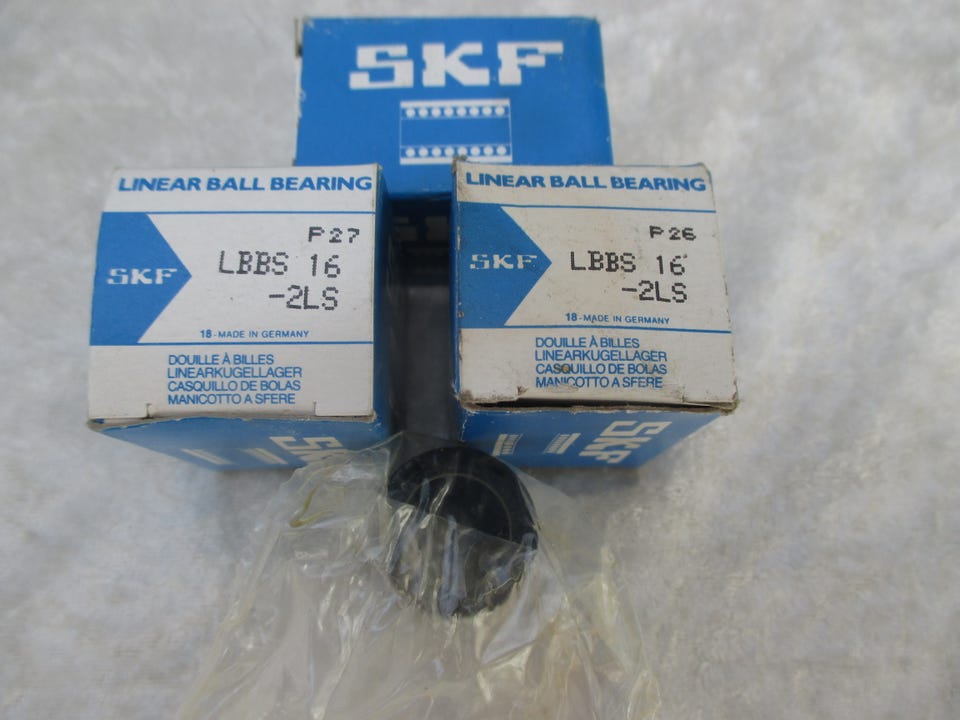 SKF
LINEAR BALL BEARING
P27
SKF
LBBS 16
-2LS
18 - MADE IN GERMANY
DOUILLE À BILLES
LINEARKUGELLAGER
CASQUILLO DE BOLAS
MANICOTTO A SFERE
SKF
LINEAR BALL BEARING
P26
SKF
LBBS 16
-2LS
18 - MADE IN GERMANY
DOUILLE À BILLES
LINEARKUGELLAGER
CASQUILLO DE BOLAS
MANICOTTO A SFERE
SKF